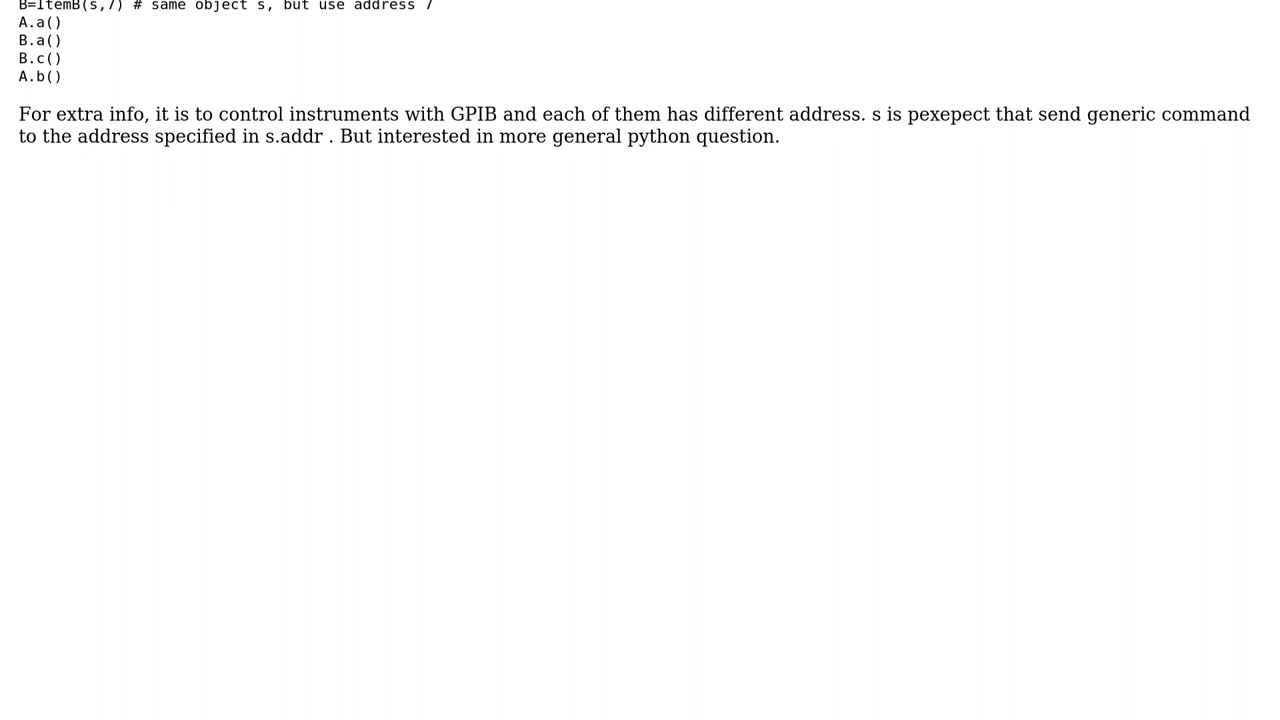 B=ItemB(s,7) # same object s, but use address 7
A.a()
B.a()
B.c()
A.b()
For extra info, it is to control instruments with GPIB and each of them has different address. s is pexepect that send generic command
to the address specified in s.addr . But interested in more general python question.